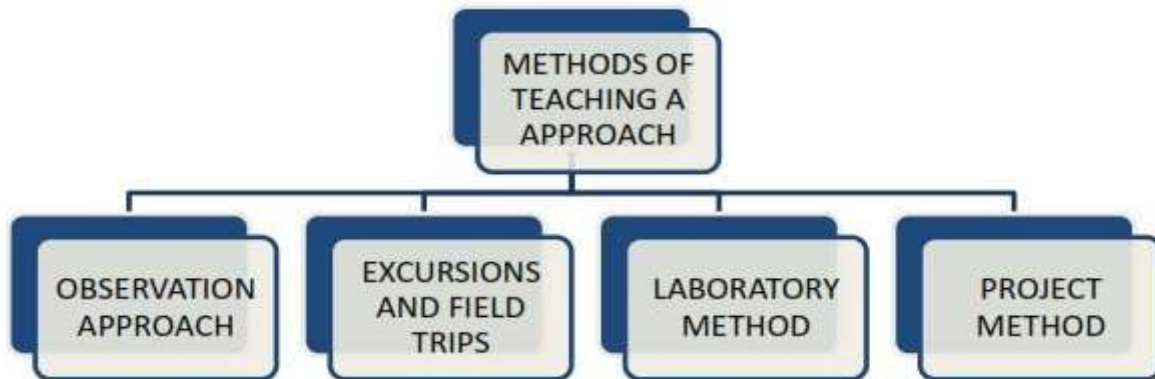 METHODS OF
TEACHING A
APPROACH
OBSERVATION
APPROACH
EXCURSIONS
AND FIELD
TRIPS
LABORATORY
METHOD
PROJECT
METHOD